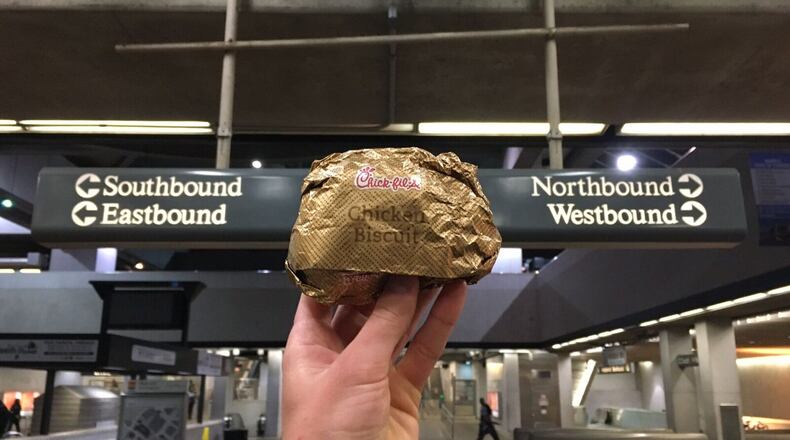 Southbound
Eastbound
Chick-fil-A
Chicken
Biscuit
Northbound
Westbound